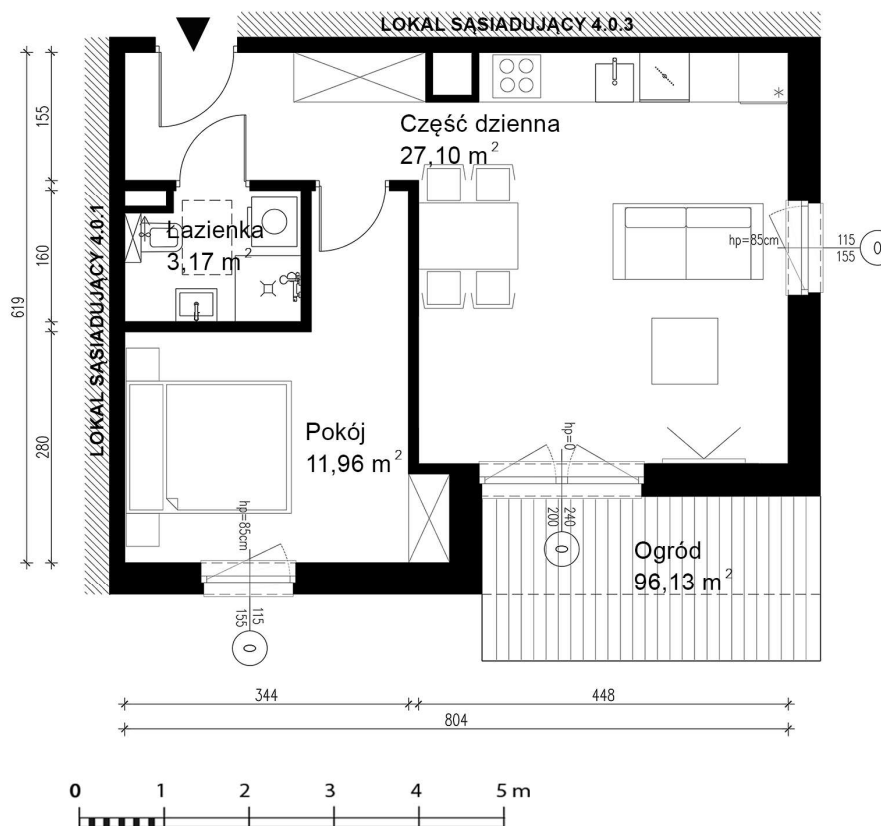 LOKAL SĄSIADUJĄCY 4.0.3
LOKAL SĄSIADUJĄCY 4.0.1
Część dzienna
27,10 m²
Łazienka
3,17 m²
Pokój
11,96 m²
Ogród
96,13 m²
hp=85cm
115
155
hp=0
240
200
hp=85cm
115
155
0
0
0
155
160
280
619
344
448
804
0 1 2 3 4 5 m